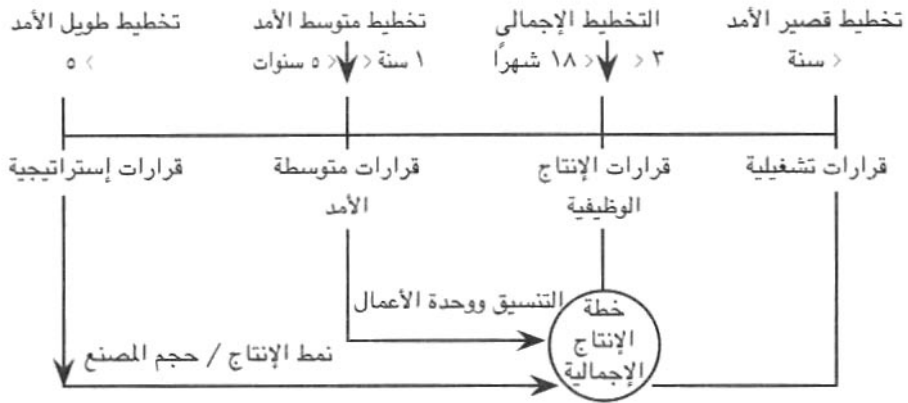 تخطيط قصير الأمد
التخطيط الإجمالى
تخطيط متوسط الأمد
تخطيط طويل الأمد
< سنة
٣ < < ١٨ شهرًا
١ سنة < < ٥ سنوات
> ٥
قرارات تشغيلية
قرارات الإنتاج
الوظيفية
قرارات متوسطة
الأمد
قرارات إستراتيجية
التنسيق ووحدة الأعمال
نمط الإنتاج / حجم المصنع
خطة
الإنتاج
الإجمالية